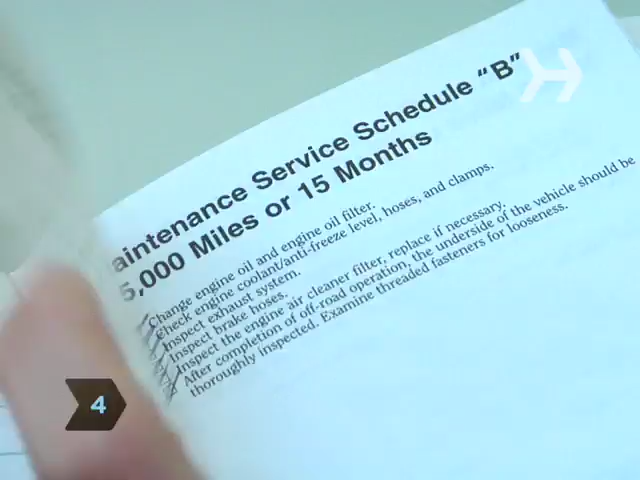 aintenance Service Schedule "B"
5,000 Miles or 15 Months
Change engine oil and engine oil filter.
Check engine coolant/anti-freeze level, hoses, and clamps.
Inspect exhaust system.
Inspect brake hoses.
Inspect the engine air cleaner filter, replace if necessary.
After completion of off-road operation, the underside of the vehicle should be
thoroughly inspected. Examine threaded fasteners for looseness.
4